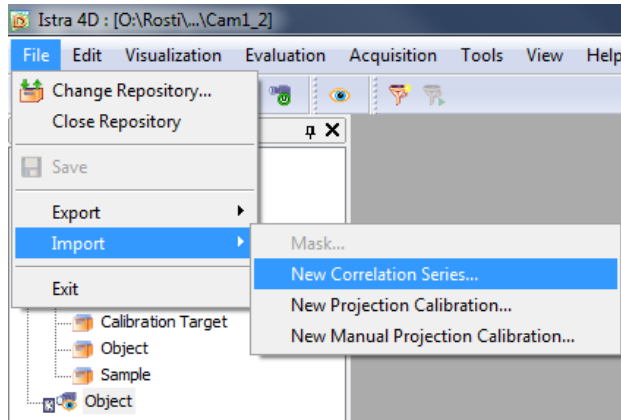 Istra 4D : [O:\Rosti\...\Cam1_2]
File Edit Visualization Evaluation Acquisition Tools View Help
Change Repository...
Close Repository
Save
Export
Import
Mask...
New Correlation Series...
Exit
New Projection Calibration...
Calibration Target
New Manual Projection Calibration...
Object
Sample
Object